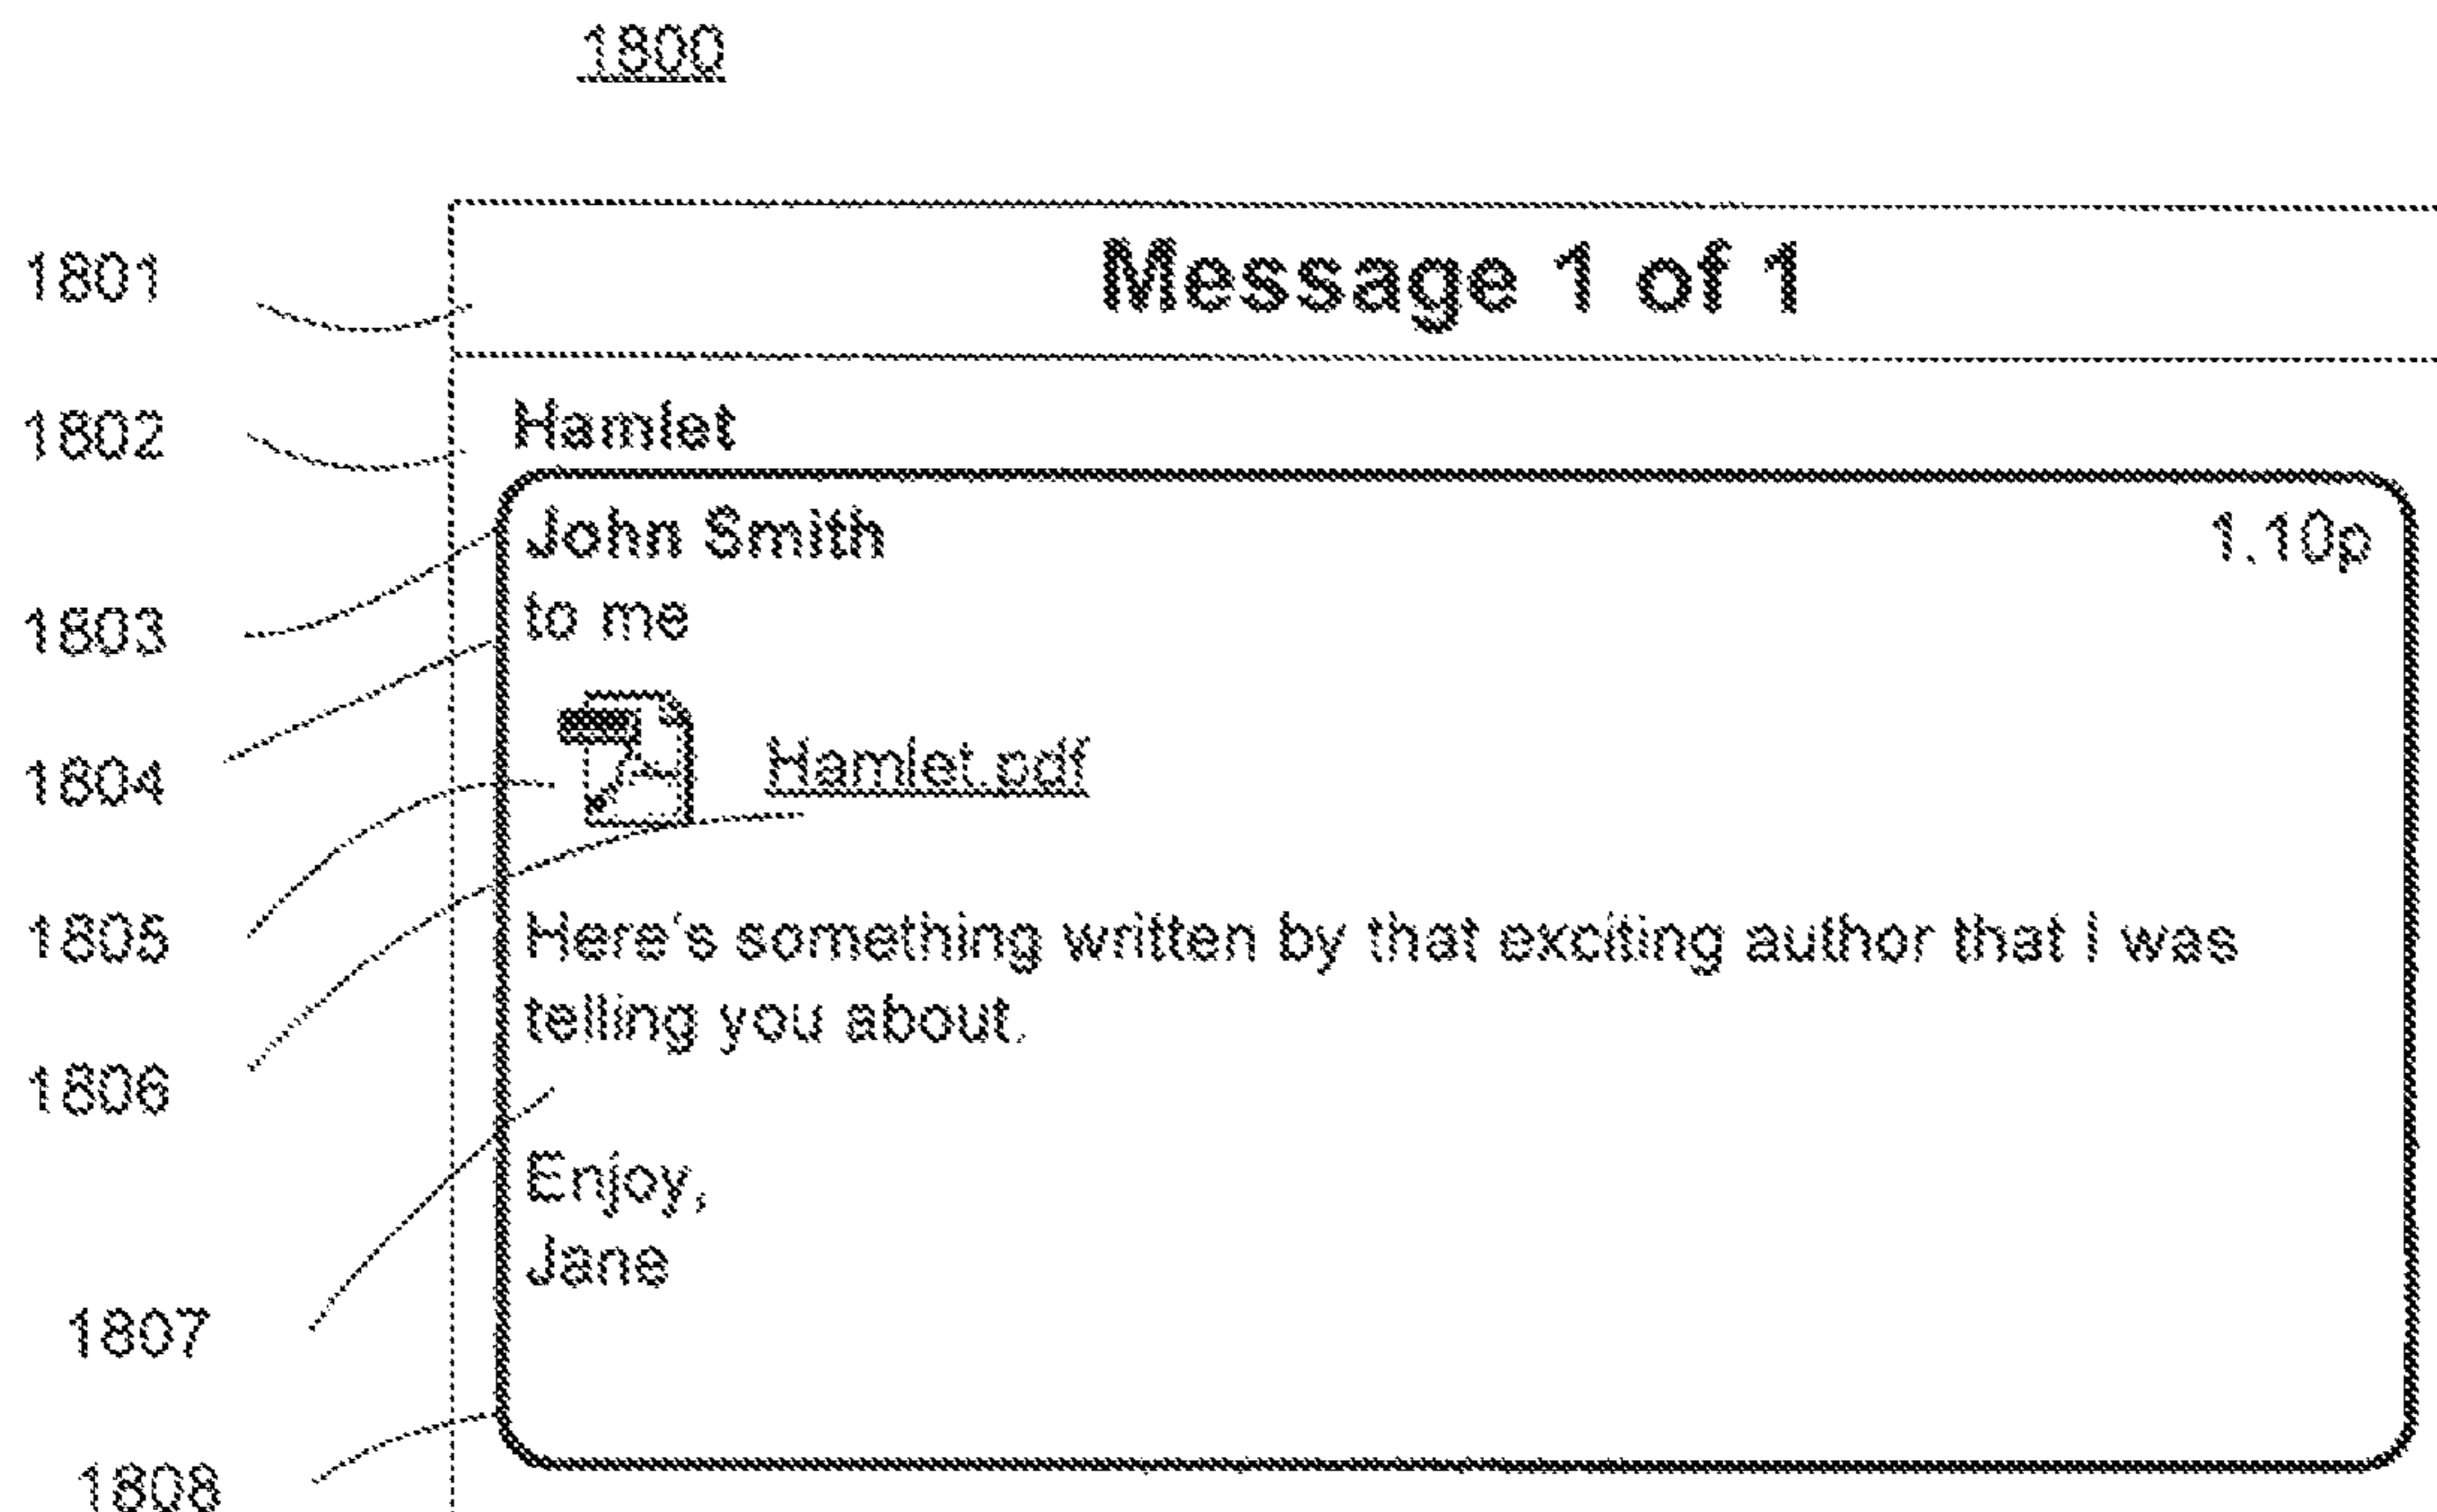 1800
1801
Message 1 of 1
1802
Hamlet
John Smith 1.10p
1803
to me
1804
Hamlet.pdf
1805
Here's something written by that exciting author that I was
telling you about.
1806
Enjoy,
Jane
1807
1808